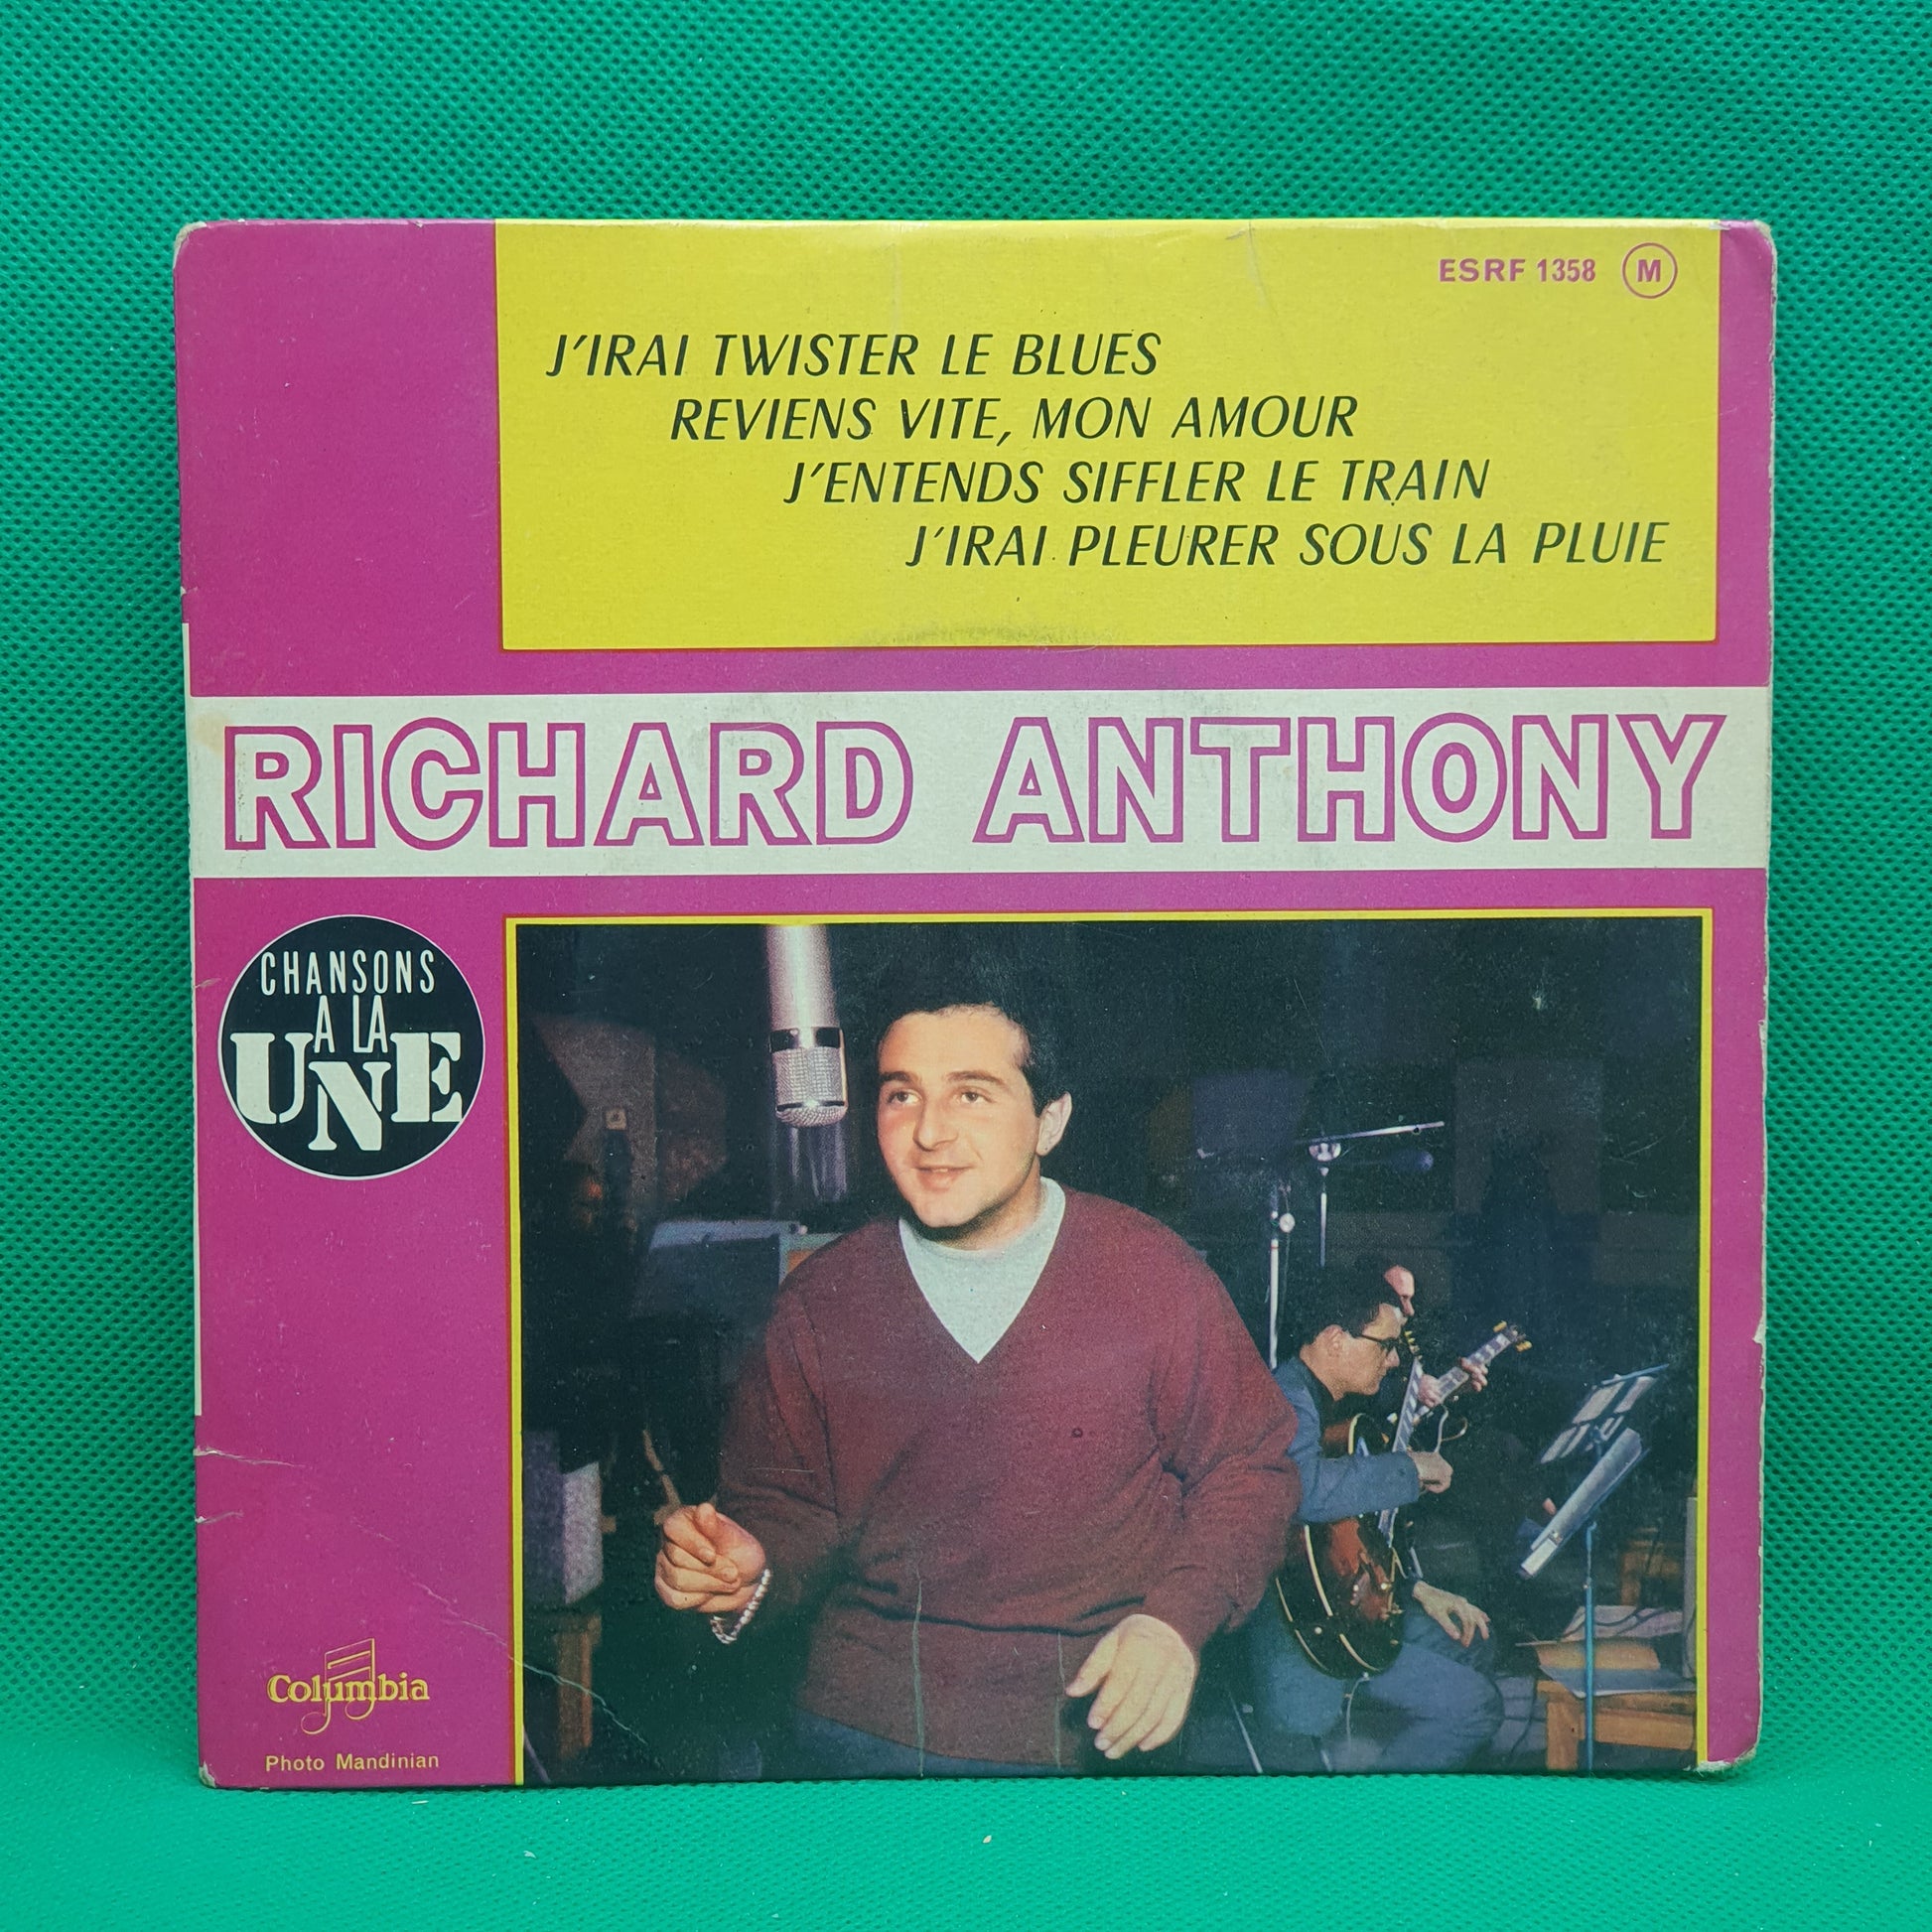 ESRF 1358 M
J'IRAI TWISTER LE BLUES
REVIENS VITE, MON AMOUR
J'ENTENDS SIFFLER LE TRAIN
J'IRAI PLEURER SOUS LA PLUIE
RICHARD ANTHONY
CHANSONS
A LA
UNE
Columbia
Photo Mandinian